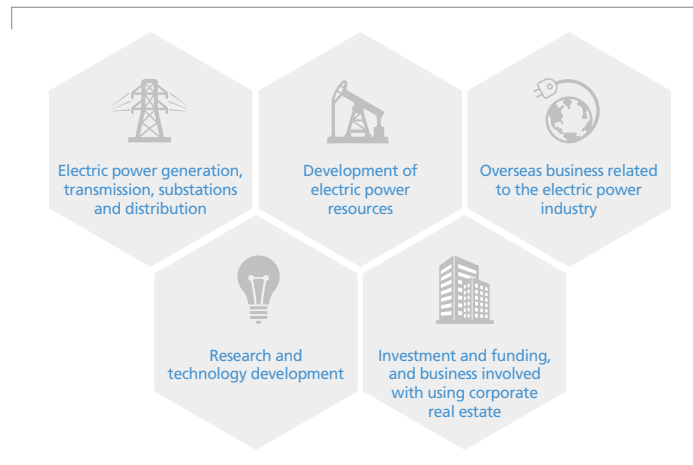 Electric power generation,
transmission, substations
and distribution
Development of
electric power
resources
Overseas business related
to the electric power
industry
Research and
technology development
Investment and funding,
and business involved
with using corporate
real estate